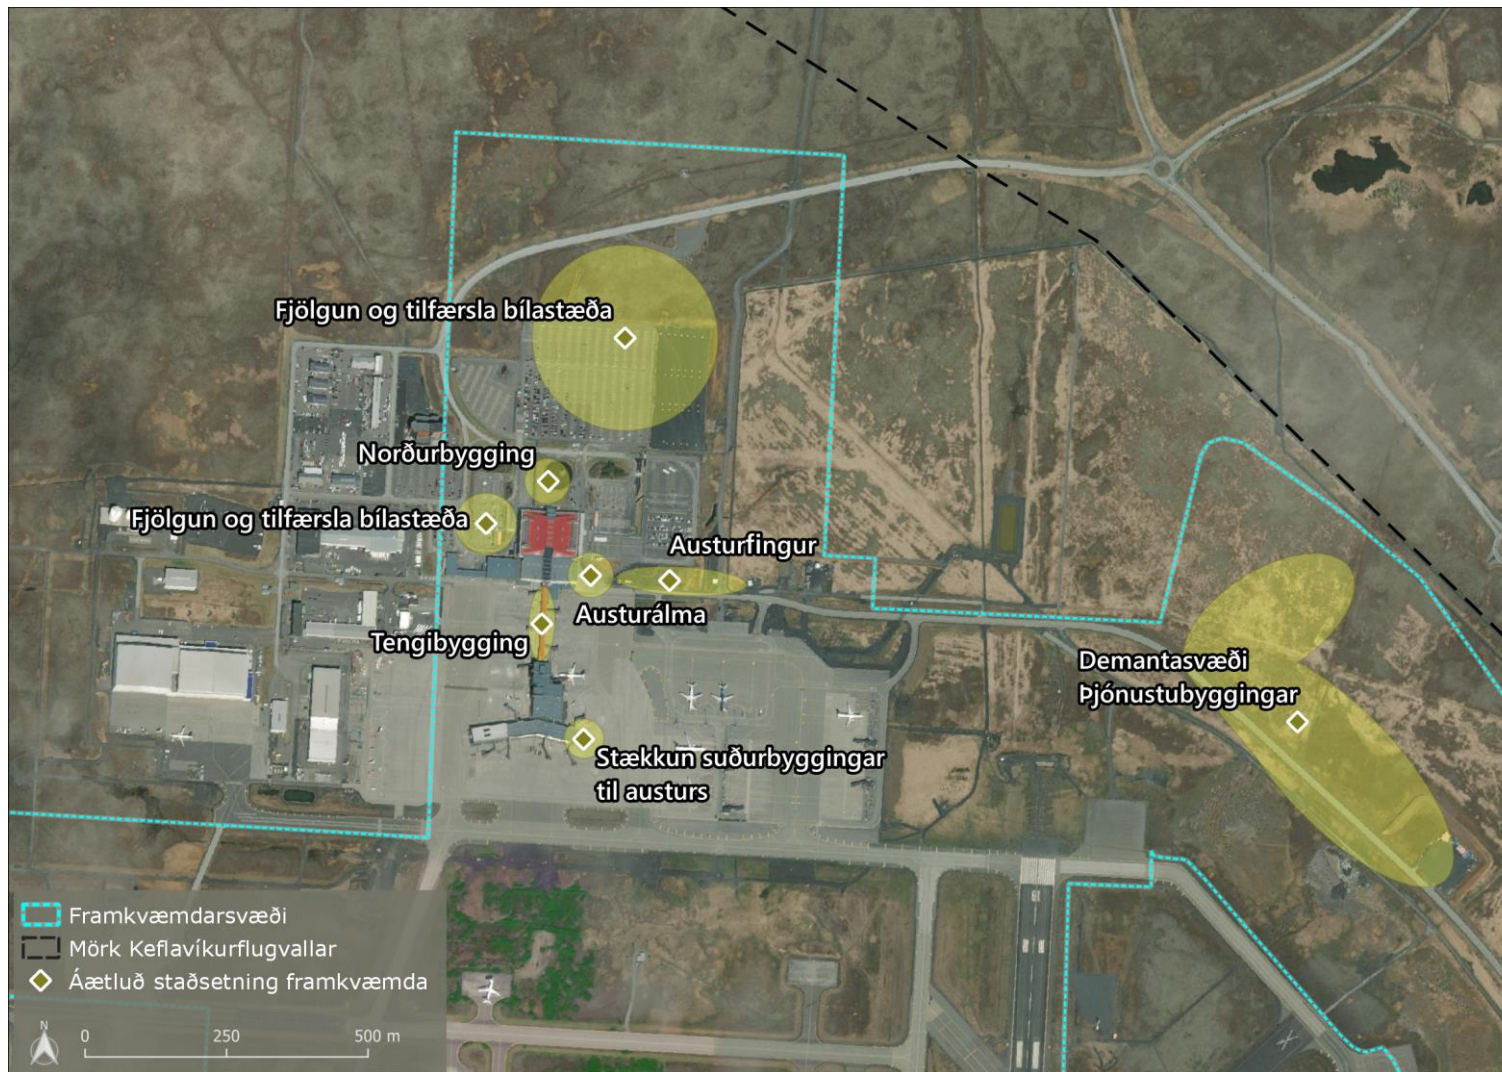 Fjölgun og tilfærsla bílastæða
Norðurbygging
Fjölgun og tilfærsla bílastæða
Austurfingur
Austurálma
Tengibygging
Demantasvæði
Þjónustubyggingar
Stækkun suðurbyggingar
til austurs
Framkvæmdarsvæði
Mörk Keflavíkurflugvallar
Áætluð staðsetning framkvæmda
N
0 250 500 m